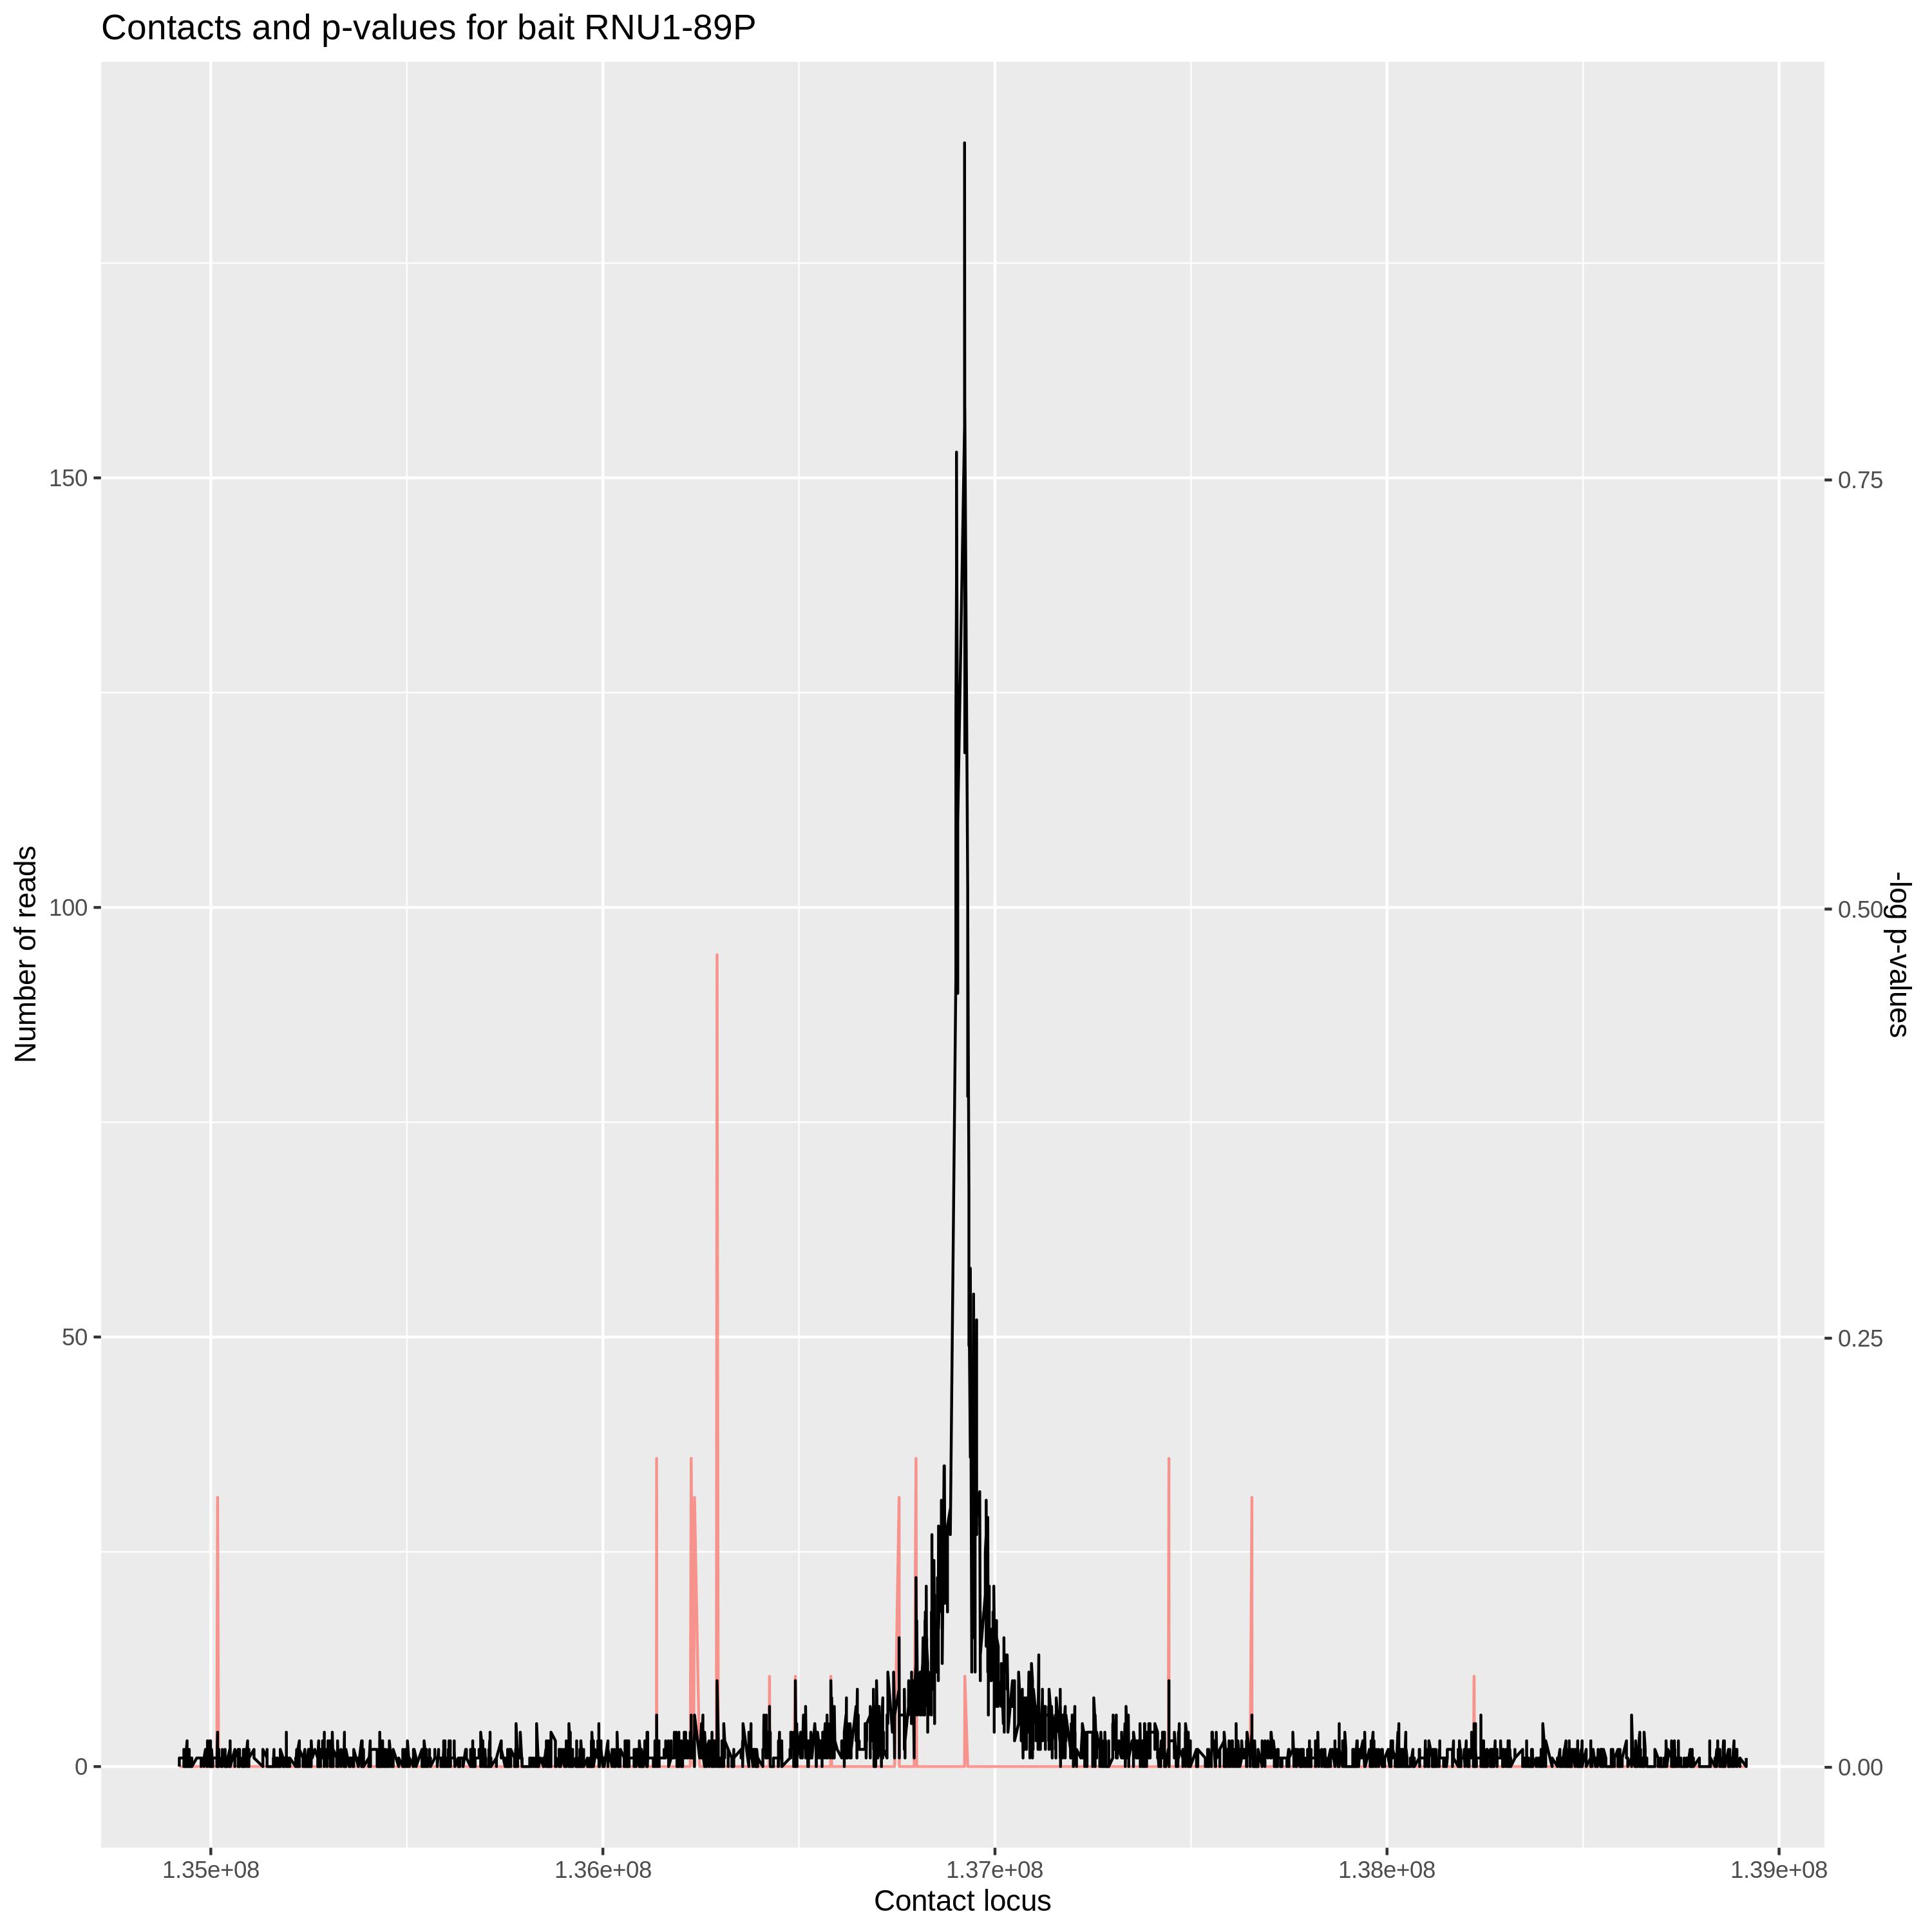 Contacts and p-values for bait RNU1-89P
Number of reads
150
100
50
0
0.75
0.50
0.25
0.00
-log p-values
1.35e+08
1.36e+08
1.37e+08
1.38e+08
1.39e+08
Contact locus